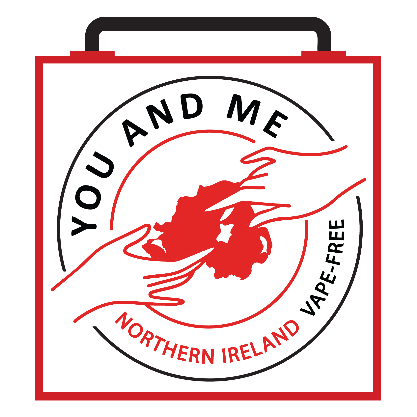 YOU AND ME
NORTHERN IRELAND VAPE-FREE